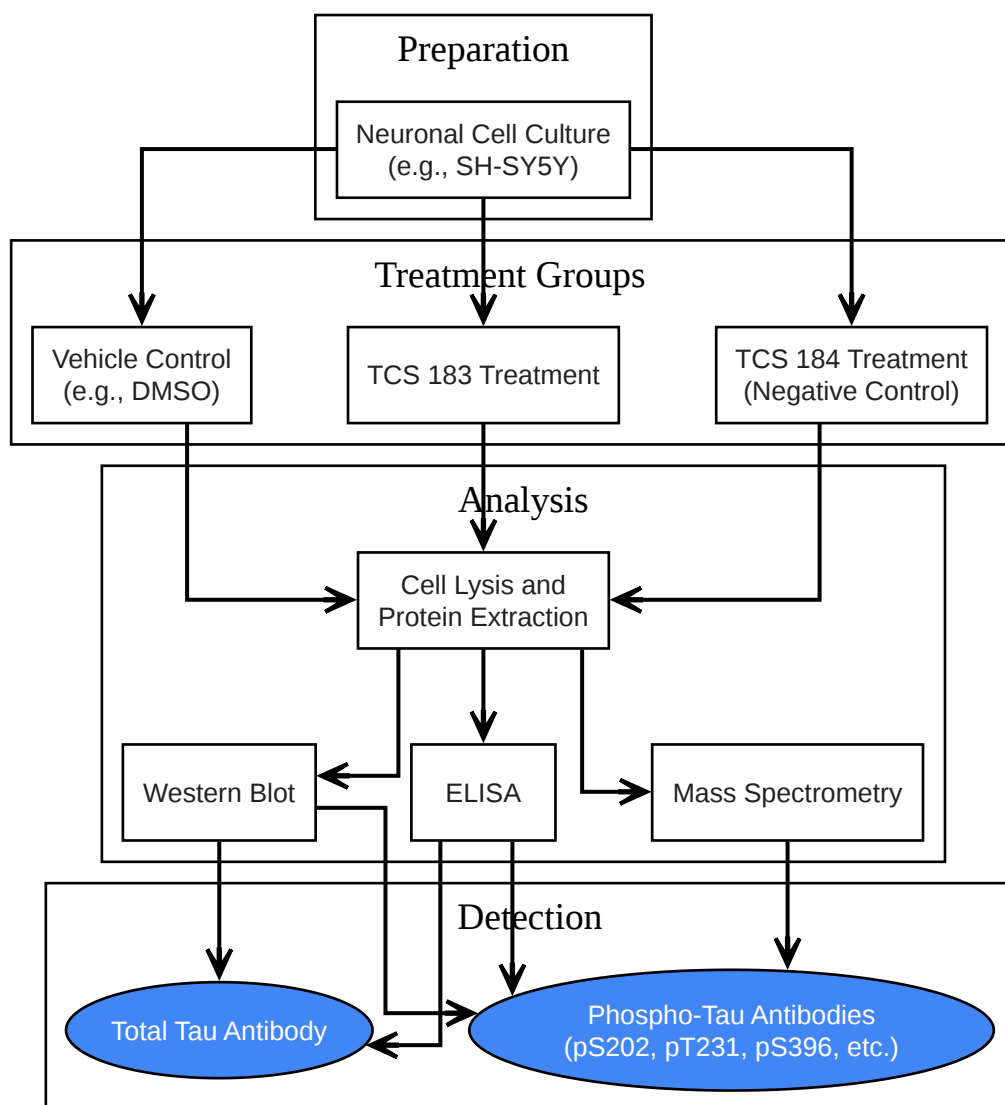 Preparation
Neuronal Cell Culture
(e.g., SH-SY5Y)
Treatment Groups
Vehicle Control
(e.g., DMSO)
TCS 183 Treatment
TCS 184 Treatment
(Negative Control)
Analysis
Cell Lysis and
Protein Extraction
Western Blot
ELISA
Mass Spectrometry
Detection
Total Tau Antibody
Phospho-Tau Antibodies
(pS202, pT231, pS396, etc.)